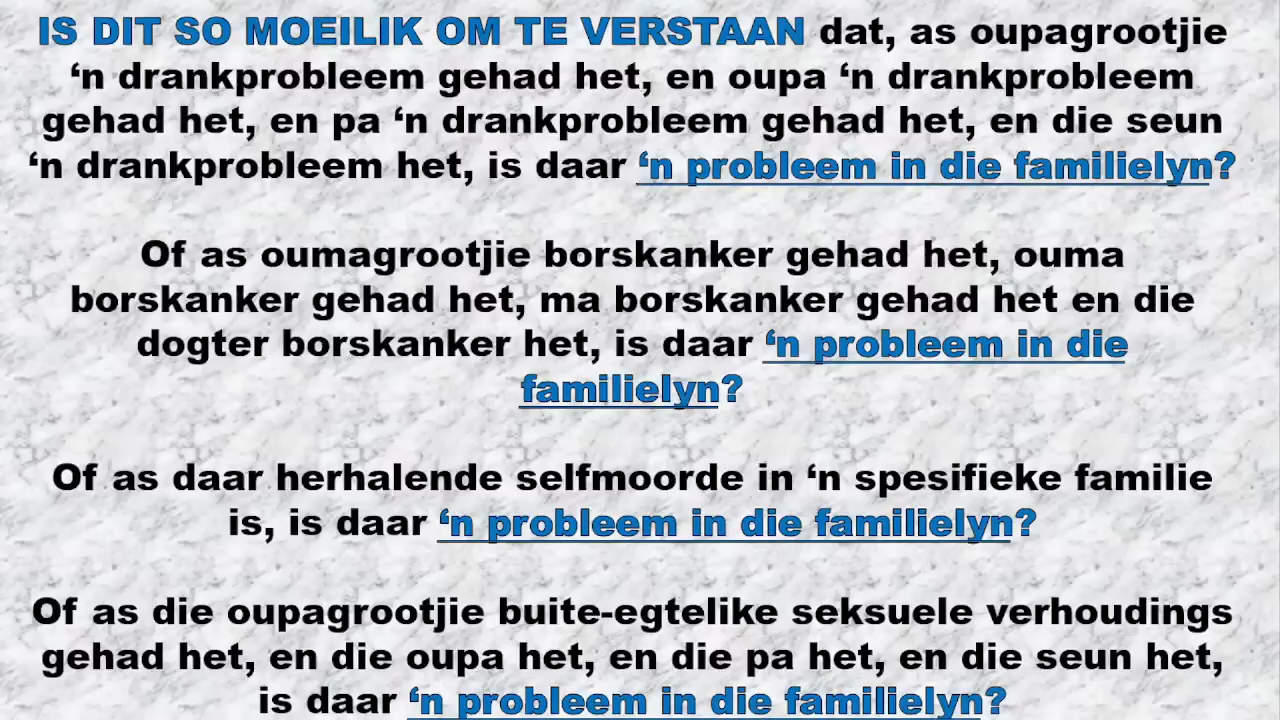 IS DIT SO MOEILIK OM TE VERSTAAN dat, as oupagrootjie
‘n drankprobleem gehad het, en oupa ‘n drankprobleem
gehad het, en pa ‘n drankprobleem gehad het, en die seun
‘n drankprobleem het, is daar ‘n probleem in die familielyn?
Of as oumagrootjie borskanker gehad het, ouma
borskanker gehad het, ma borskanker gehad het en die
dogter borskanker het, is daar ‘n probleem in die
familielyn?
Of as daar herhalende selfmoorde in ‘n spesifieke familie
is, is daar ‘n probleem in die familielyn?
Of as die oupagrootjie buite-egtelike seksuele verhoudings
gehad het, en die oupa het, en die pa het, en die seun het,
is daar ‘n probleem in die familielyn?